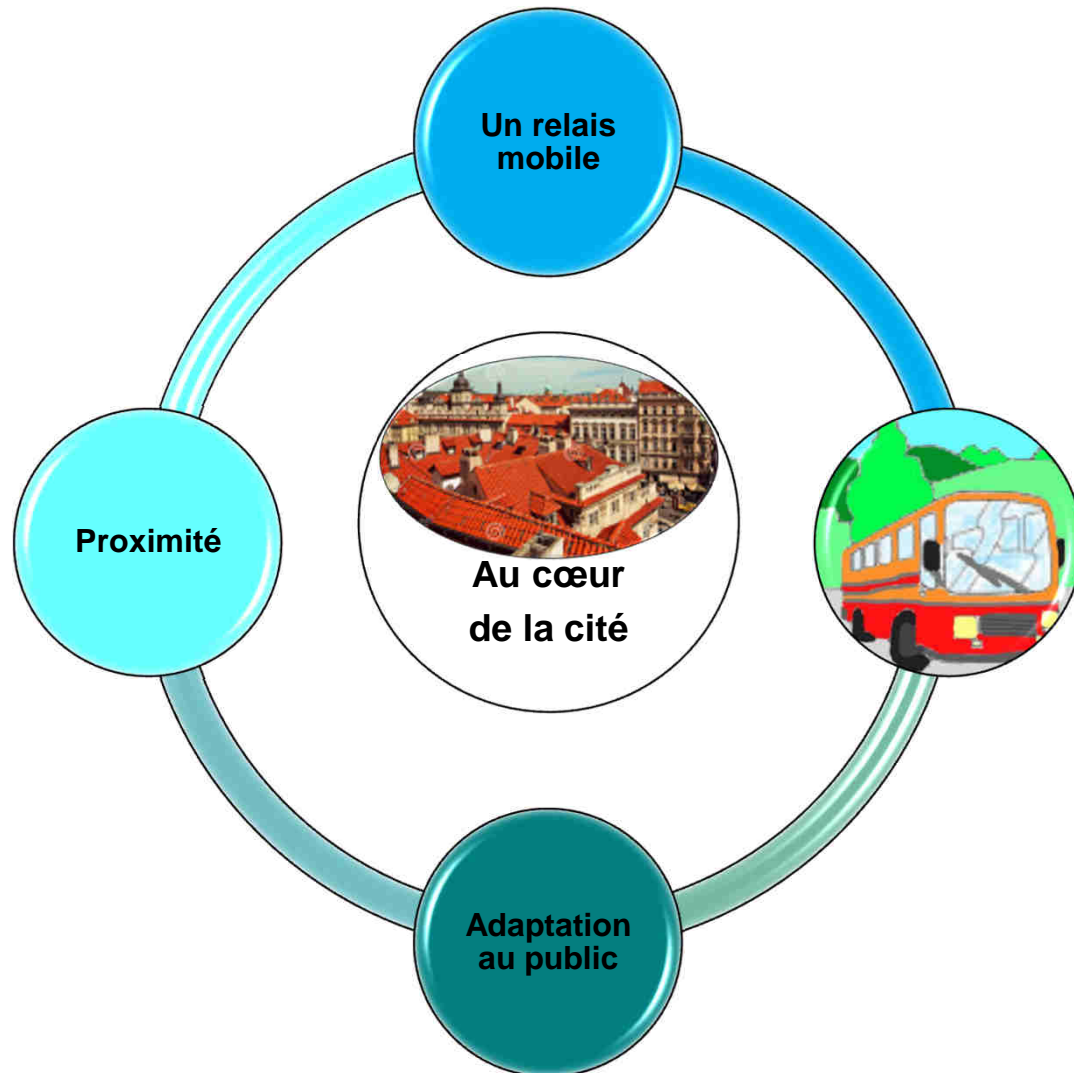 Un relais
mobile
Proximité
Au cœur
de la cité
Adaptation
au public